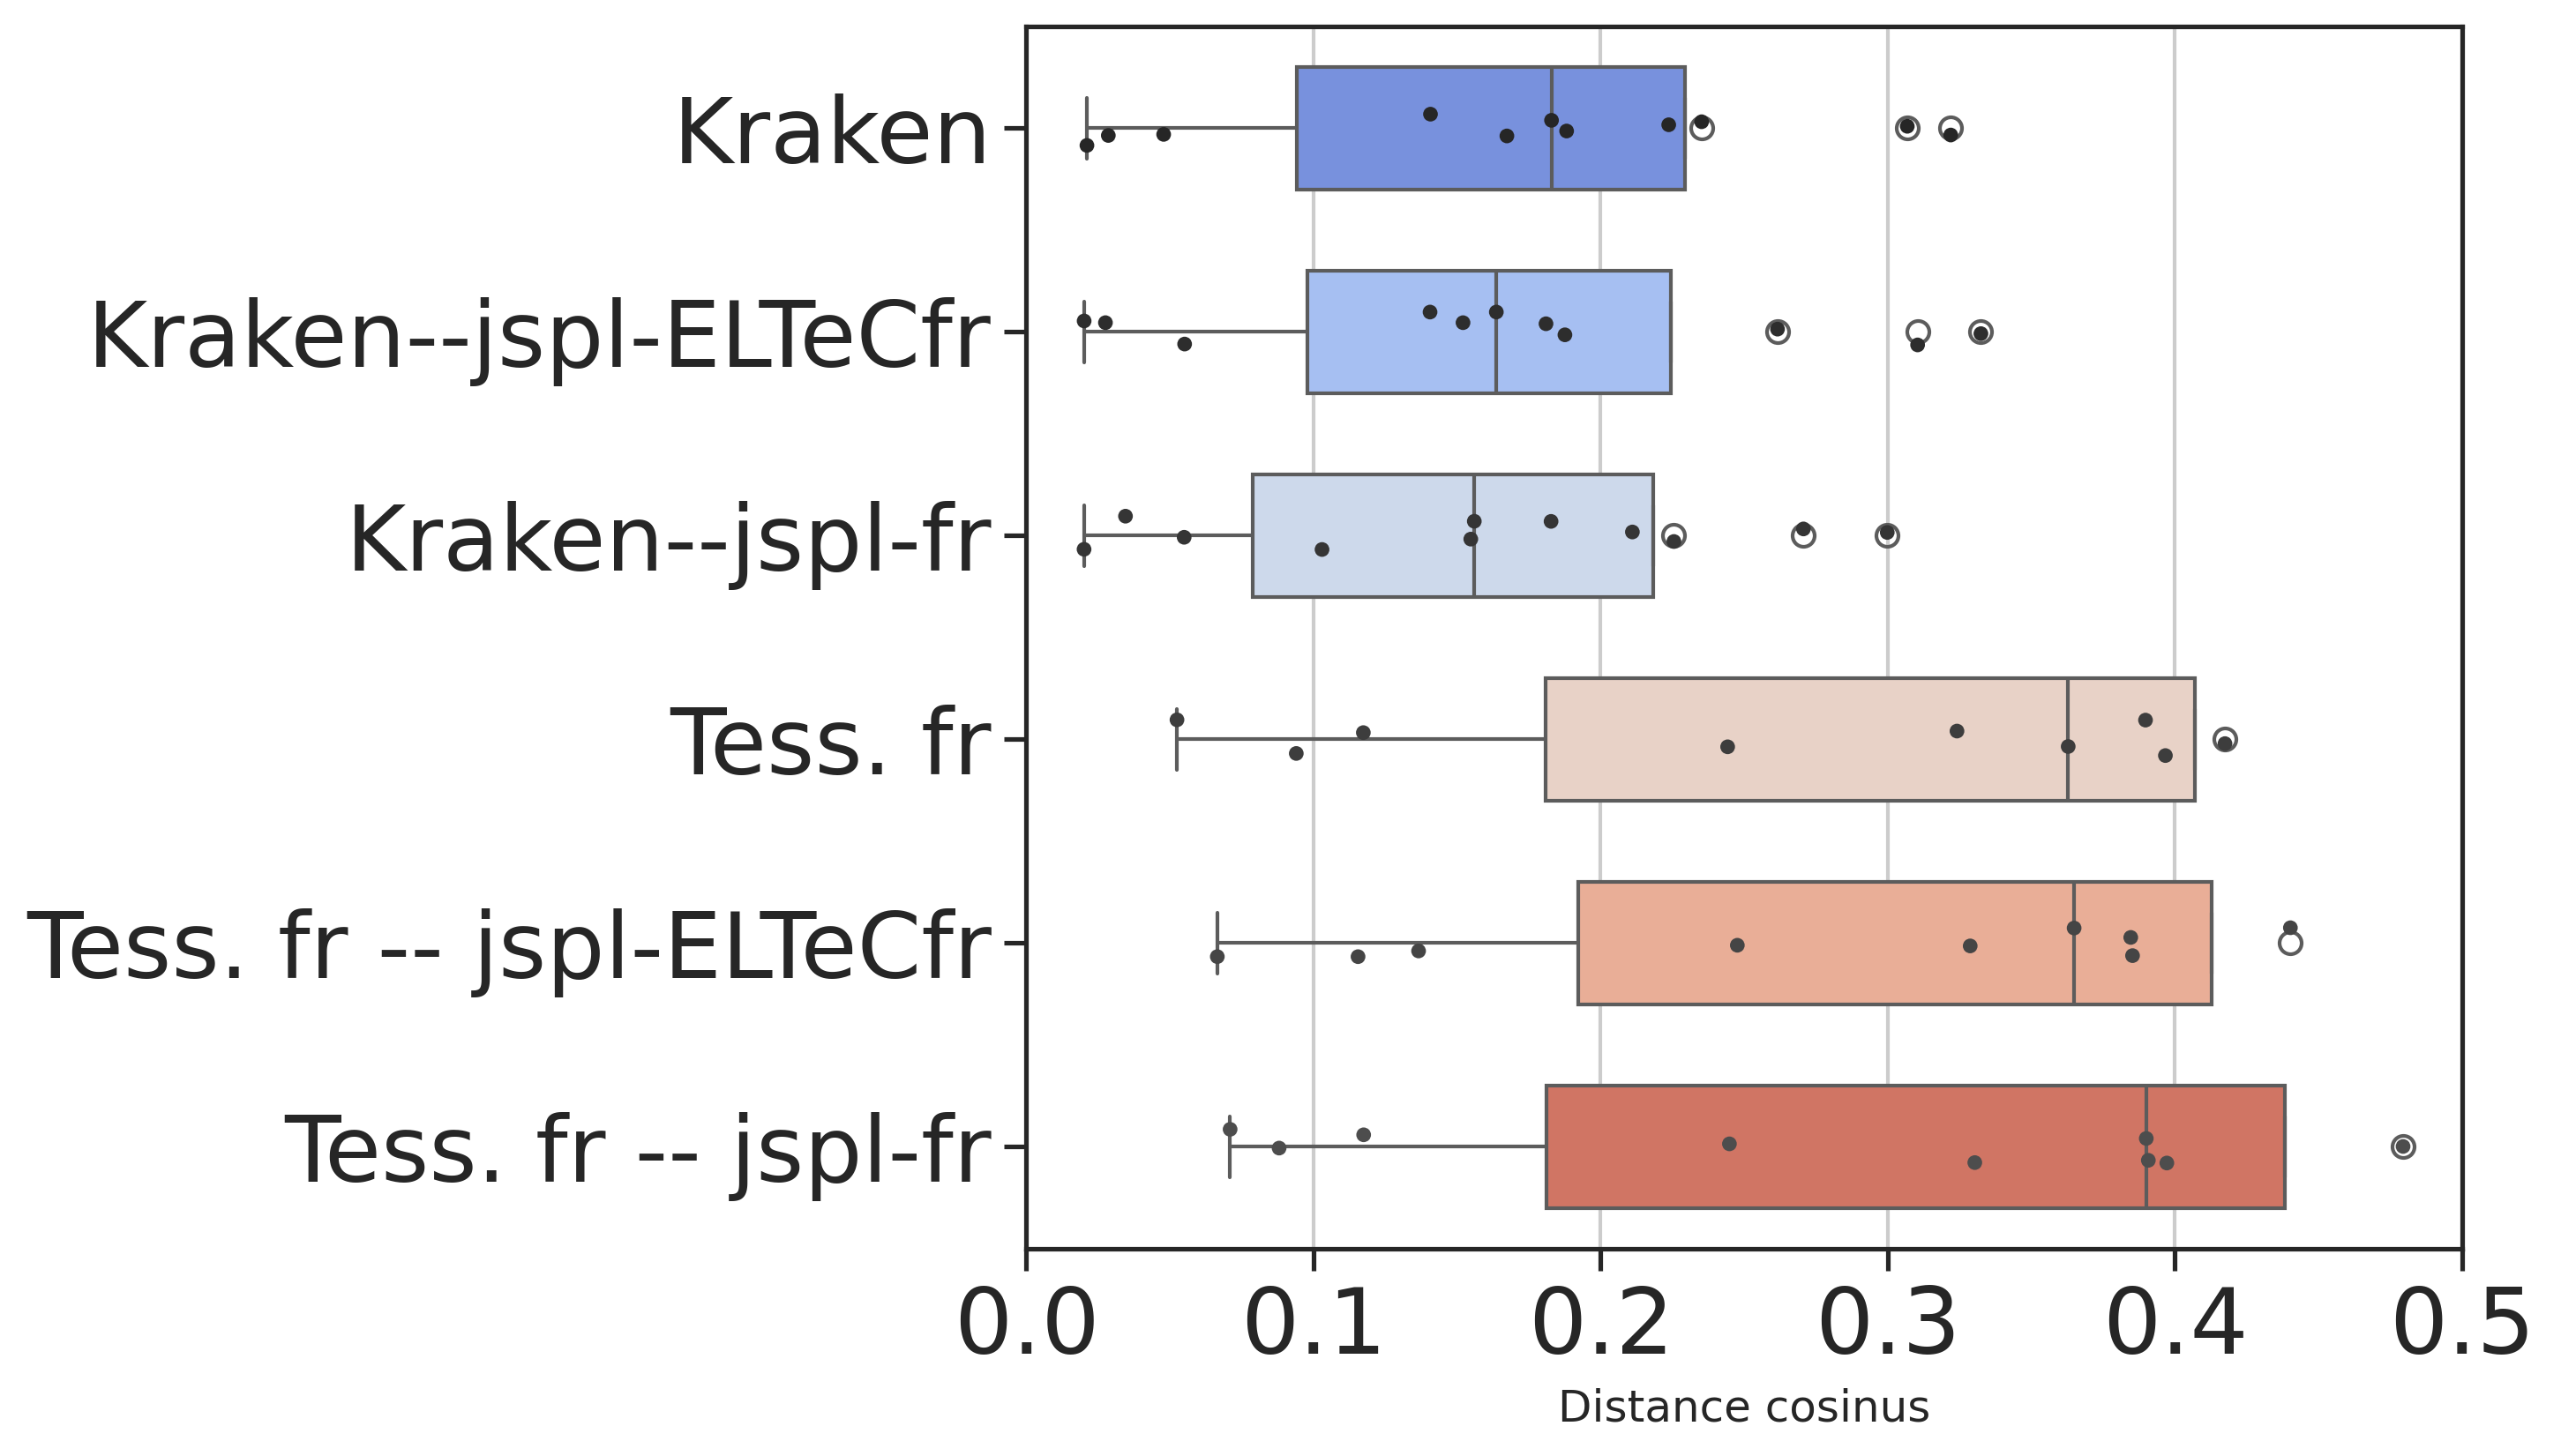 Kraken
Kraken--jspl-ELTeCfr
Kraken--jspl-fr
Tess. fr
Tess. fr -- jspl-ELTeCfr
Tess. fr -- jspl-fr
0.0 0.1 0.2 0.3 0.4 0.5
Distance cosinus